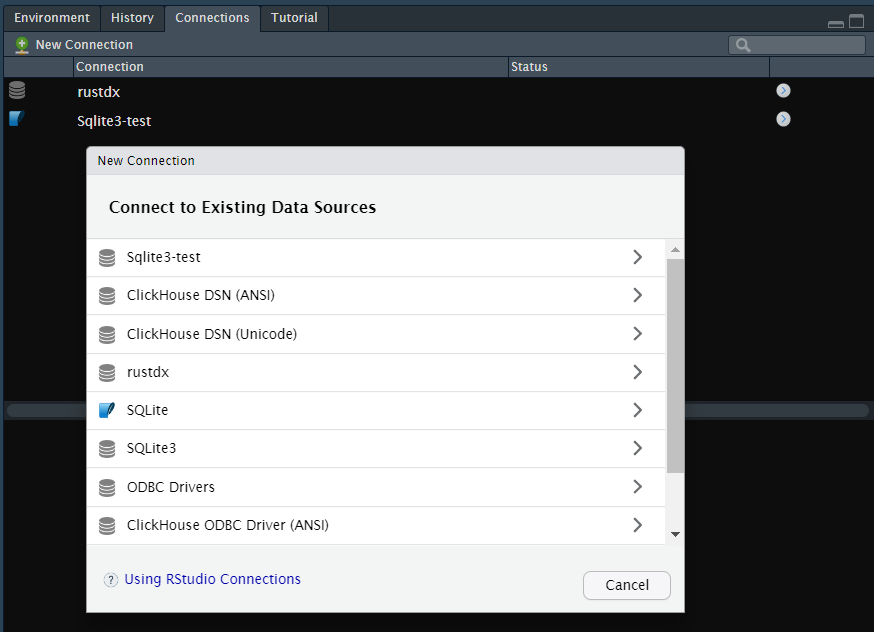 Environment History Connections Tutorial
New Connection
Connection Status
rustdx
Sqlite3-test
New Connection
Connect to Existing Data Sources
Sqlite3-test
ClickHouse DSN (ANSI)
ClickHouse DSN (Unicode)
rustdx
SQLite
SQLite3
ODBC Drivers
ClickHouse ODBC Driver (ANSI)
? Using RStudio Connections
Cancel